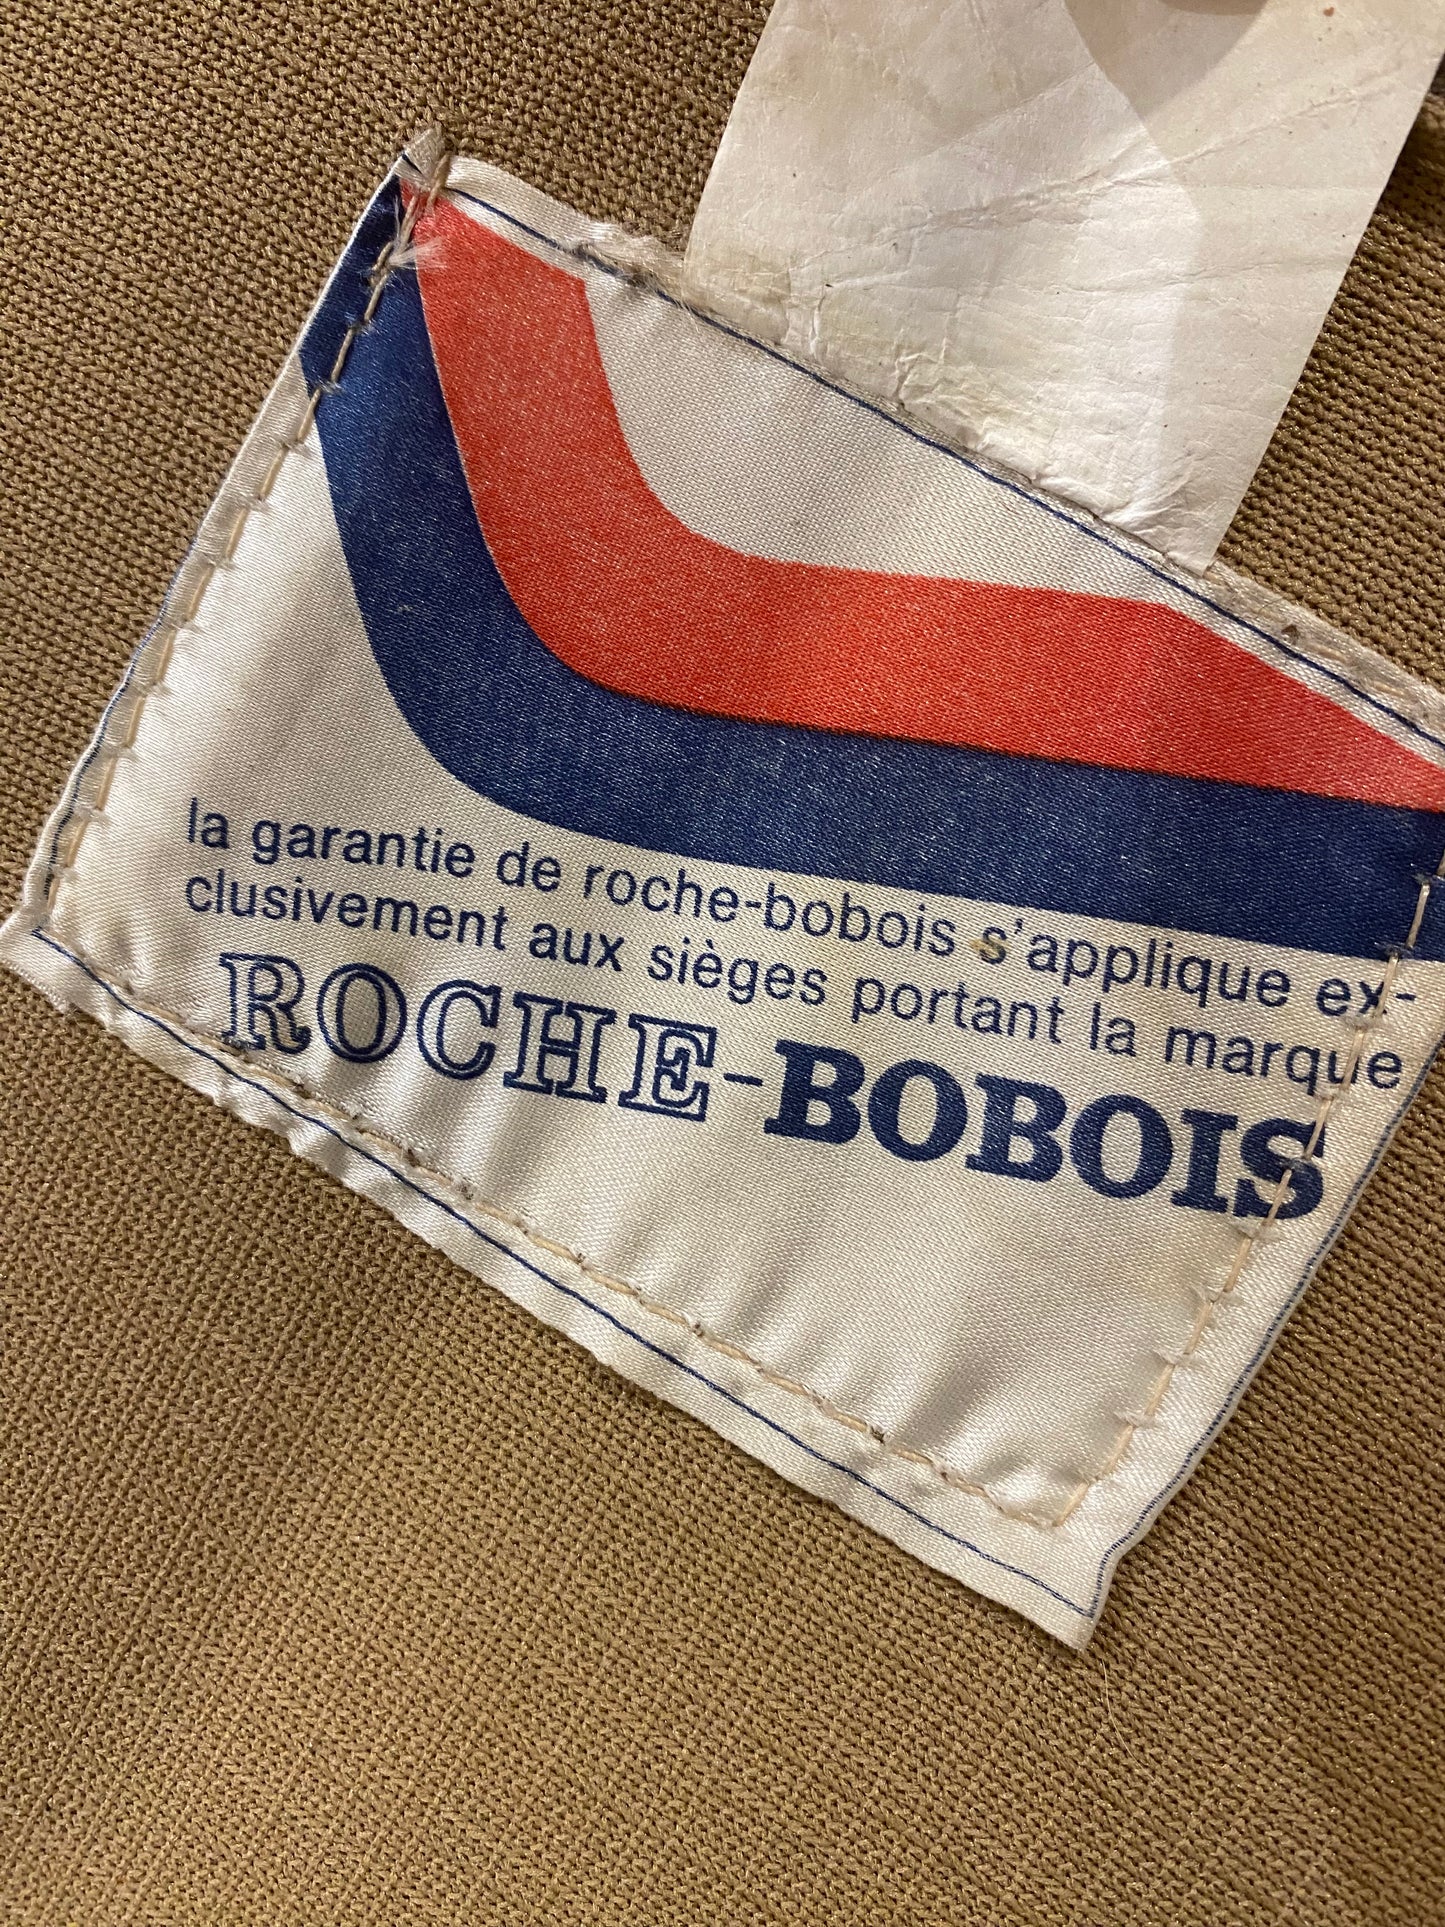 la garantie de roche-bobois s'applique ex-
clusivement aux sièges portant la marque
ROCHE-BOBOIS